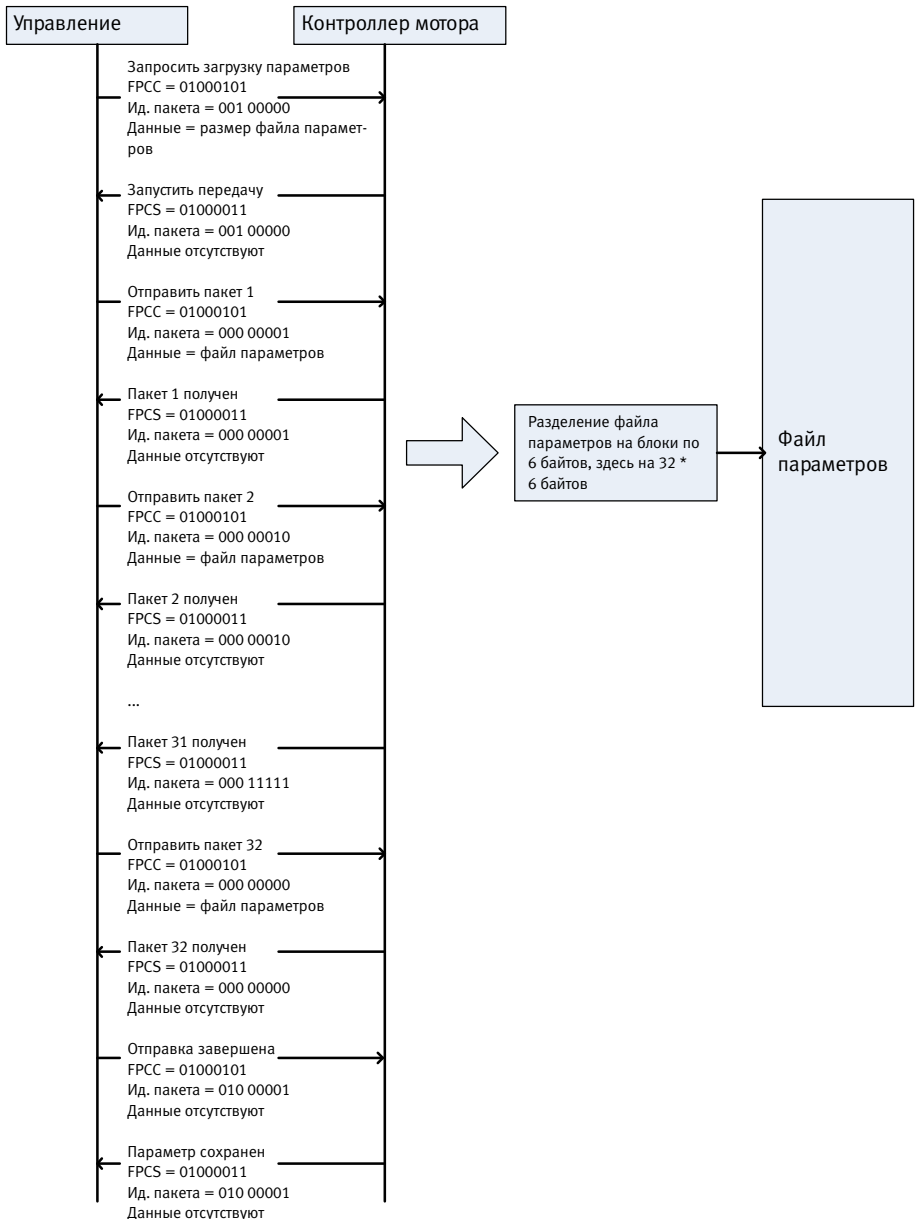 Управление
Контроллер мотора
Запросить загрузку параметров
FPCC = 01000101
Ид. пакета = 001 00000
Данные = размер файла парамет-
ров
Запустить передачу
FPCS = 01000011
Ид. пакета = 001 00000
Данные отсутствуют
Отправить пакет 1
FPCC = 01000101
Ид. пакета = 000 00001
Данные = файл параметров
Пакет 1 получен
FPCS = 01000011
Ид. пакета = 000 00001
Данные отсутствуют
Отправить пакет 2
FPCC = 01000101
Ид. пакета = 000 00010
Данные = файл параметров
Пакет 2 получен
FPCS = 01000011
Ид. пакета = 000 00010
Данные отсутствуют
...
Пакет 31 получен
FPCS = 01000011
Ид. пакета = 000 11111
Данные отсутствуют
Отправить пакет 32
FPCC = 01000101
Ид. пакета = 000 00000
Данные = файл параметров
Пакет 32 получен
FPCS = 01000011
Ид. пакета = 000 00000
Данные отсутствуют
Отправка завершена
FPCC = 01000101
Ид. пакета = 010 00001
Данные отсутствуют
Параметр сохранен
FPCS = 01000011
Ид. пакета = 010 00001
Данные отсутствуют
Разделение файла
параметров на блоки по
6 байтов, здесь на 32 *
6 байтов
Файл
параметров